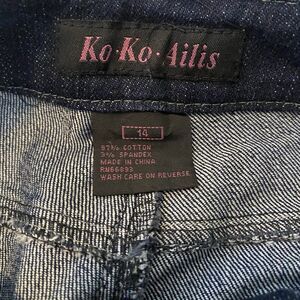 Ko·Ko·Ailis
14
97% COTTON
3% SPANDEX
MADE IN CHINA
RN66893
WASH CARE ON REVERSE